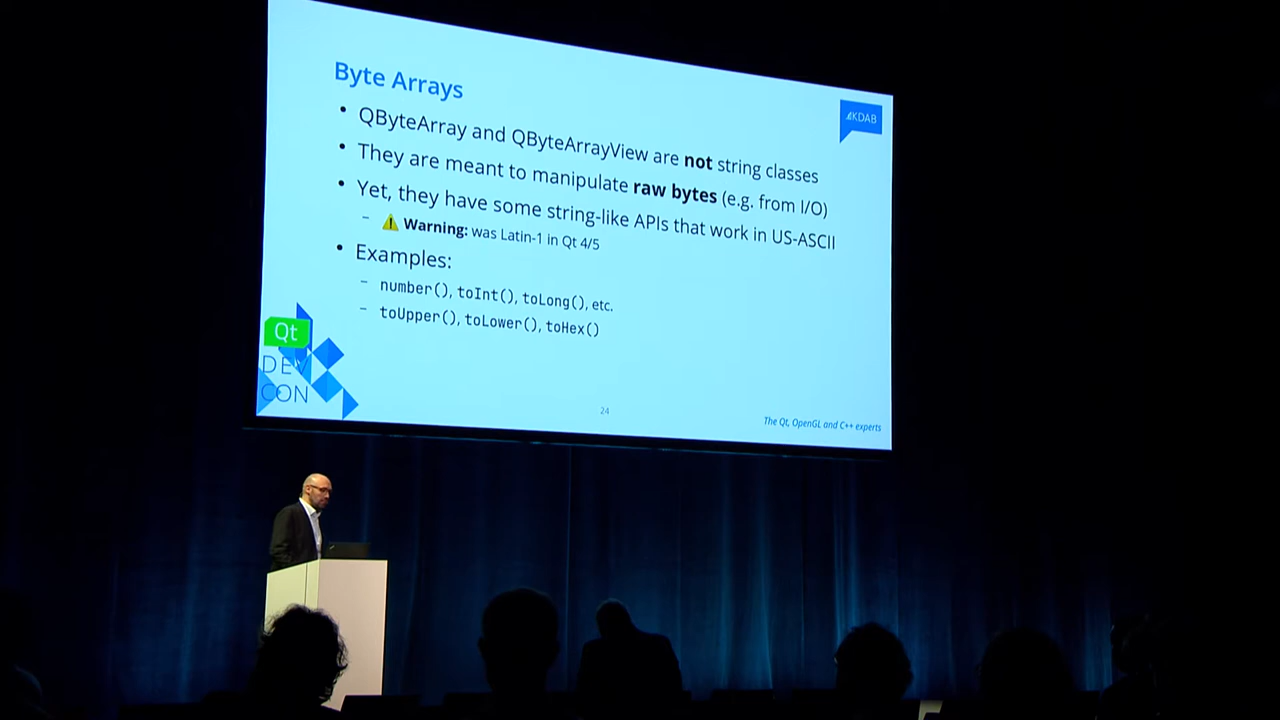 Byte Arrays
KDAB
• QByteArray and QByteArrayView are not string classes
• They are meant to manipulate raw bytes (e.g. from I/O)
• Yet, they have some string-like APIs that work in US-ASCII
– ⚠ Warning: was Latin-1 in Qt 4/5
• Examples:
– number(), toInt(), toLong(), etc.
– toUpper(), toLower(), toHex()
Qt
DEV
CON
24
The Qt, OpenGL and C++ experts